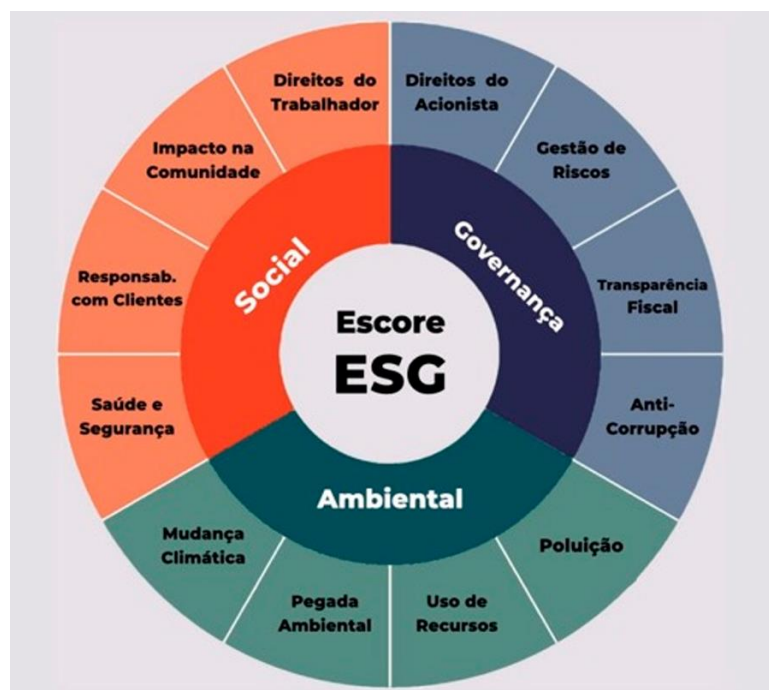 Direitos do
Trabalhador
Direitos do
Acionista
Impacto na
Comunidade
Gestão de
Riscos
Responsab.
com Clientes
Social
Governança
Transparência
Fiscal
Escore
ESG
Saúde e
Segurança
Anti-
Corrupção
Ambiental
Mudança
Climática
Poluição
Pegada
Ambiental
Uso de
Recursos